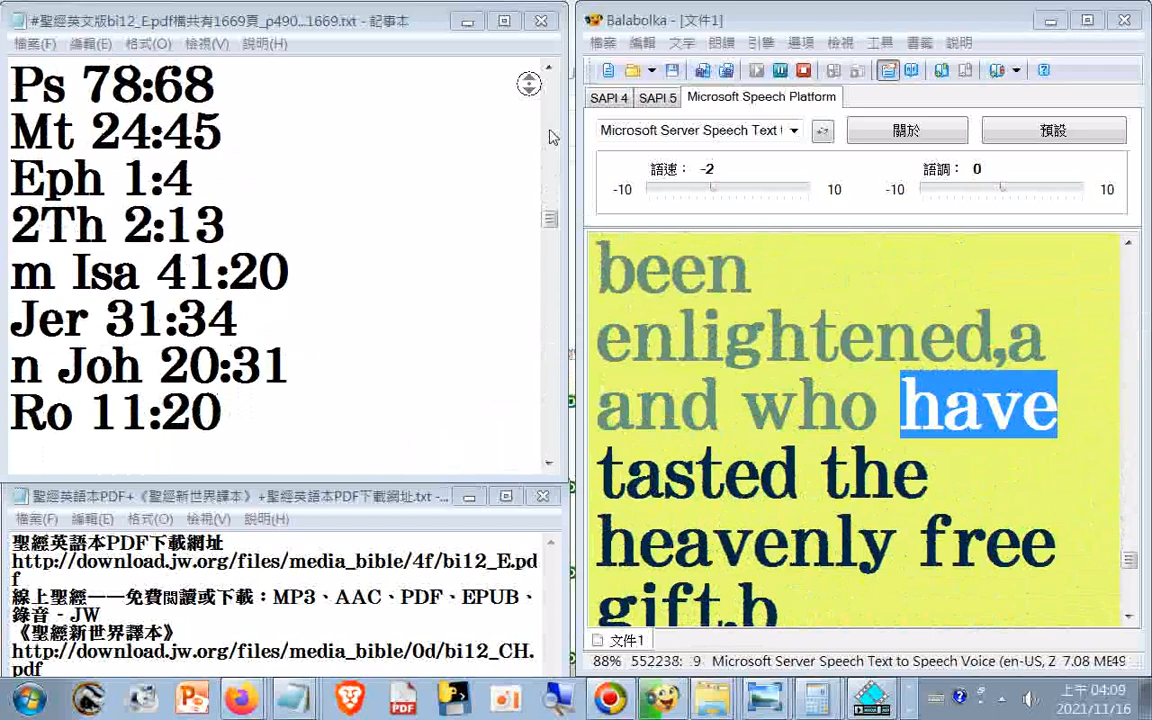 #聖經英文版bi12_Epdf檔共有1669頁_p490...1669.txt - 記事本
檔案(F) 編輯(E) 格式(O) 檢視(V) 說明(H)
Ps 78:68
Mt 24:45
Eph 1:4
2Th 2:13
m Isa 41:20
Jer 31:34
n Joh 20:31
Ro 11:20
聖經英語本PDF+《聖經新世界譯本》+聖經英語本PDF下載網址.txt -...
檔案(F) 編輯(E) 格式(O) 檢視(V) 說明(H)
聖經英語本PDF下載網址
http://download.jw.org/files/media_bible/4f/bi12_E.pd
f
線上聖經——免費閱讀或下載：MP3、AAC、PDF、EPUB、
錄音 - JW
《聖經新世界譯本》
http://download.jw.org/files/media_bible/0d/bi12_CH.
pdf
Balabolka - [文件1]
檔案 編輯 文字 朗讀 引擎 選項 檢視 工具 書籤 說明
SAPI 4 SAPI 5 Microsoft Speech Platform
Microsoft Server Speech Text 關於 預設
語速： -2 語調： 0
-10 10 -10 10
been
enlightened,a
and who have
tasted the
heavenly free
gift,b
文件1
88% 552238: 9 Microsoft Server Speech Text to Speech Voice (en-US, Z 7.08 ME49
PDF
上午 04:09
2021/11/16